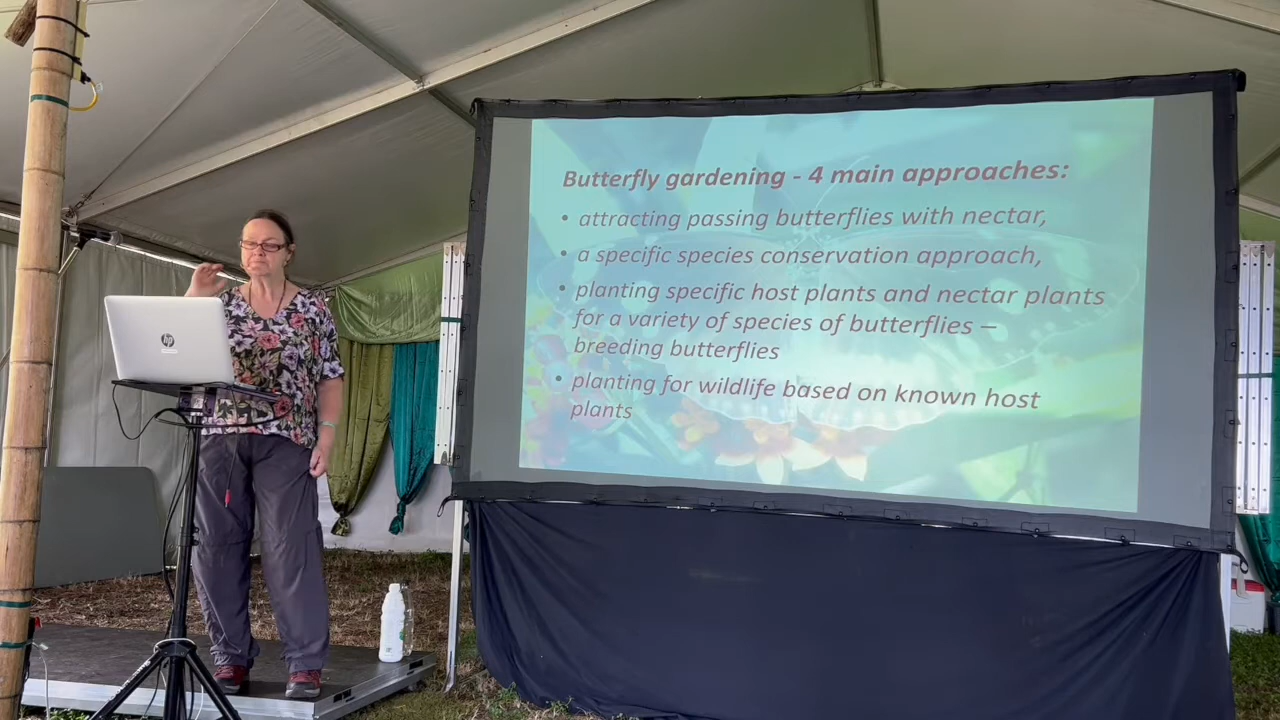 Butterfly gardening - 4 main approaches:
• attracting passing butterflies with nectar,
• a specific species conservation approach,
• planting specific host plants and nectar plants
for a variety of species of butterflies –
breeding butterflies
• planting for wildlife based on known host
plants
hp